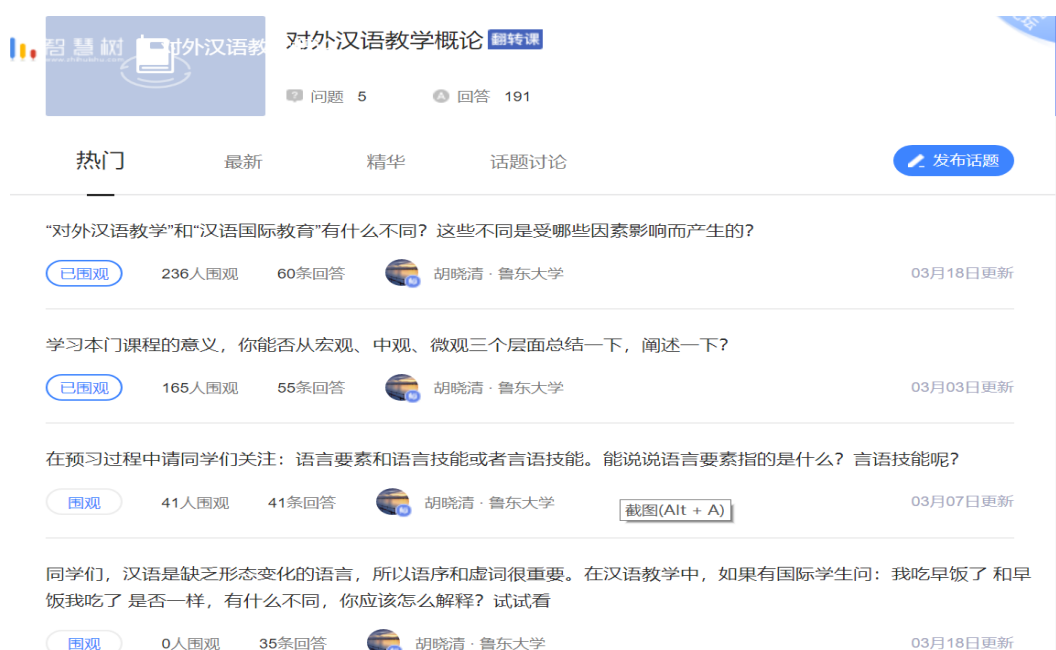 智慧树
www.zhihuishu.com
对外汉语教
对外汉语教学概论 翻转课
问题 5 回答 191
热门 最新 精华 话题讨论 发布话题
“对外汉语教学”和“汉语国际教育”有什么不同？这些不同是受哪些因素影响而产生的？
已围观 236人围观 60条回答 胡晓清 · 鲁东大学 03月18日更新
学习本门课程的意义，你能否从宏观、中观、微观三个层面总结一下，阐述一下？
已围观 165人围观 55条回答 胡晓清 · 鲁东大学 03月03日更新
在预习过程中请同学们关注：语言要素和语言技能或者言语技能。能说说语言要素指的是什么？言语技能呢？
围观 41人围观 41条回答 胡晓清 · 鲁东大学 03月07日更新
截图(Alt + A)
同学们，汉语是缺乏形态变化的语言，所以语序和虚词很重要。在汉语教学中，如果有国际学生问：我吃早饭了 和早
饭我吃了 是否一样，有什么不同，你应该怎么解释？试试看
围观 0人围观 35条回答 胡晓清 · 鲁东大学 03月18日更新